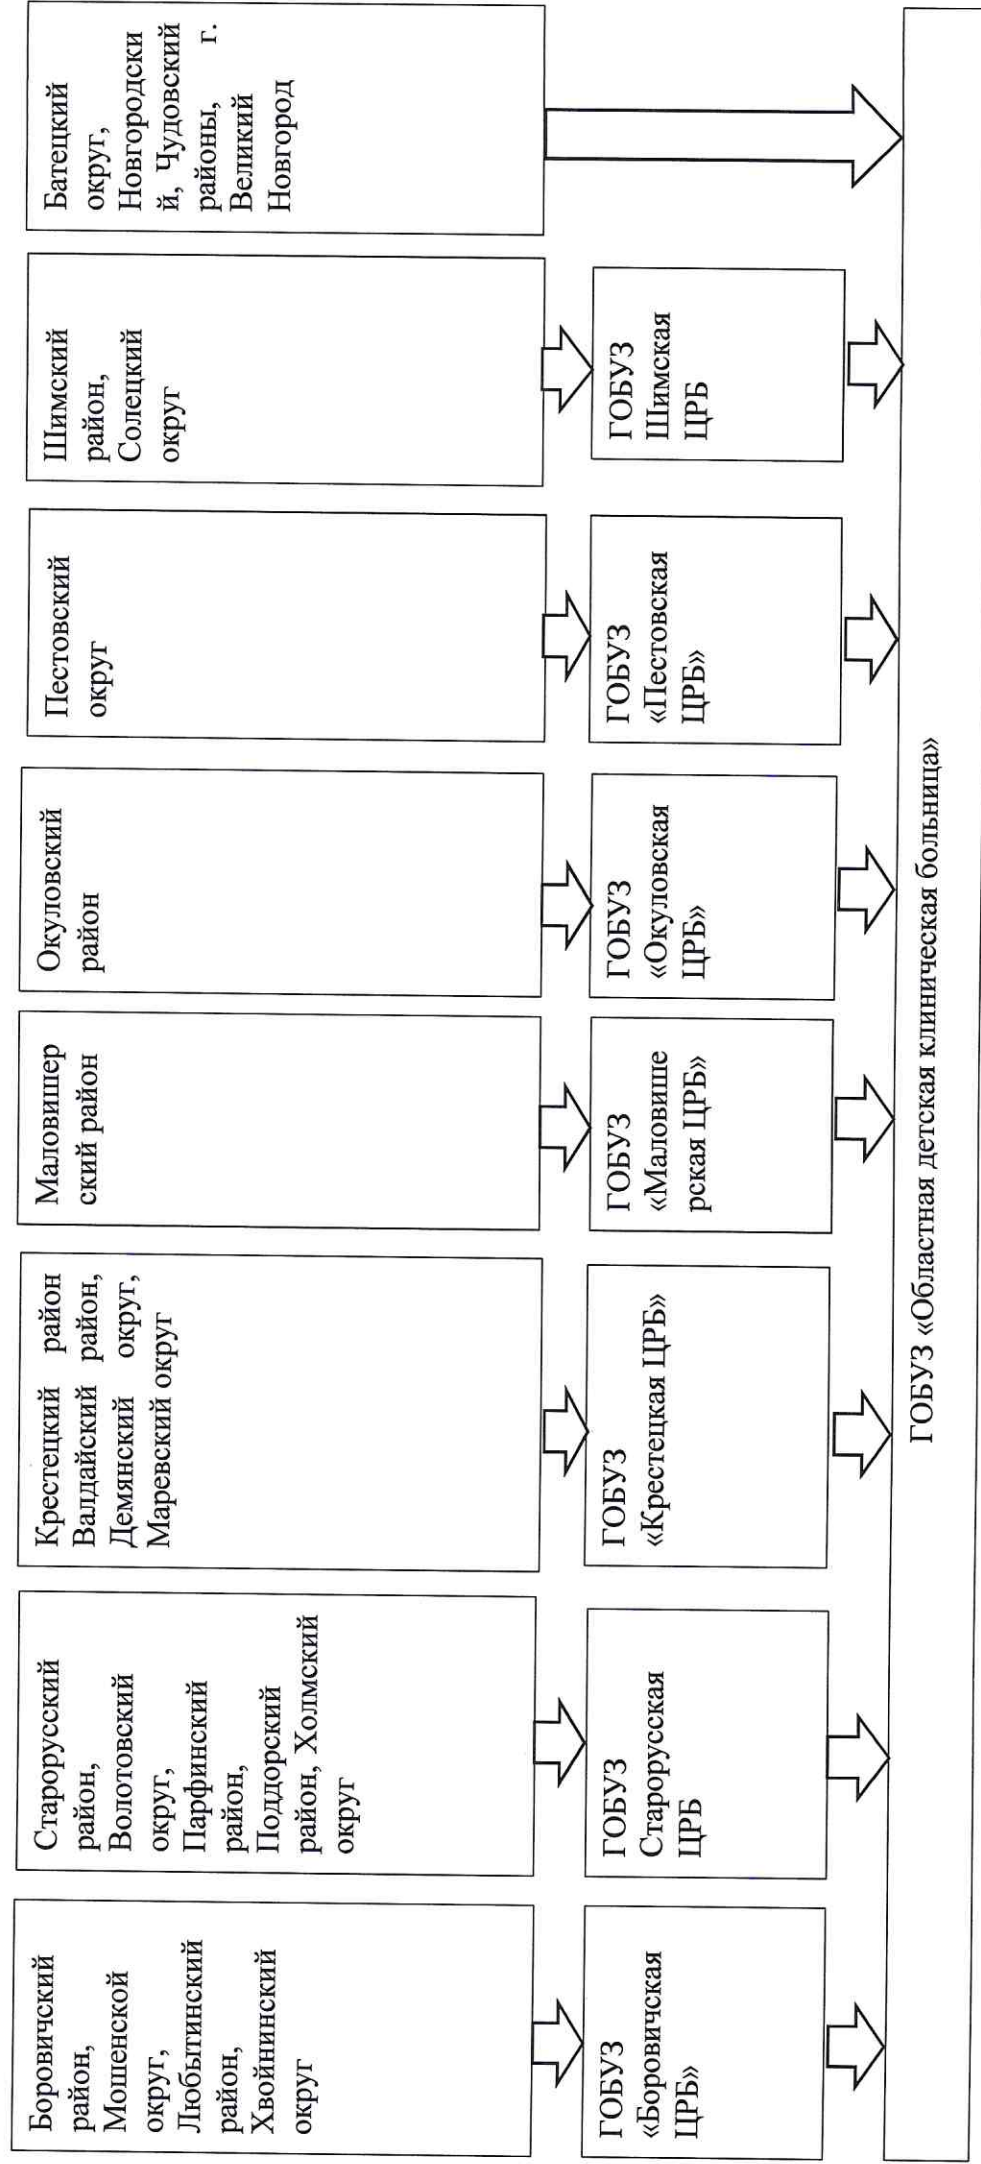 Боровичский
район,
Мошенской
округ,
Любытинский
район,
Хвойнинский
округ
Старорусский
район,
Волотовский
округ,
Парфинский
район,
Поддорский
район, Холмский
округ
Крестецкий район
Валдайский район,
Демянский округ,
Маревский округ
Маловишер
ский район
Окуловский
район
Пестовский
округ
Шимский
район,
Солецкий
округ
Батецкий
округ,
Новгородски
й, Чудовский
районы, г.
Великий
Новгород
ГОБУЗ
«Боровичская
ЦРБ»
ГОБУЗ
Старорусская
ЦРБ
ГОБУЗ
«Крестецкая ЦРБ»
ГОБУЗ
«Маловише
рская ЦРБ»
ГОБУЗ
«Окуловская
ЦРБ»
ГОБУЗ
«Пестовская
ЦРБ»
ГОБУЗ
Шимская
ЦРБ
ГОБУЗ «Областная детская клиническая больница»